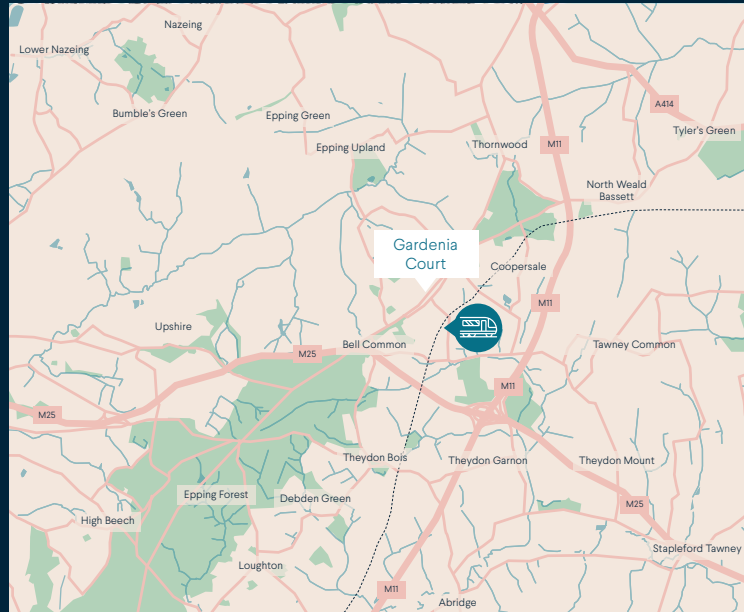 Nazeing
Lower Nazeing
A414
Bumble's Green
Epping Green
Tyler's Green
Epping Upland
Thornwood
M11
North Weald
Bassett
Gardenia
Court
Coopersale
M11
Upshire
Bell Common
Tawney Common
M25
M11
M25
Theydon Bois
Theydon Garnon
Theydon Mount
Epping Forest
Debden Green
M25
High Beech
Stapleford Tawney
Loughton
M11
Abridge